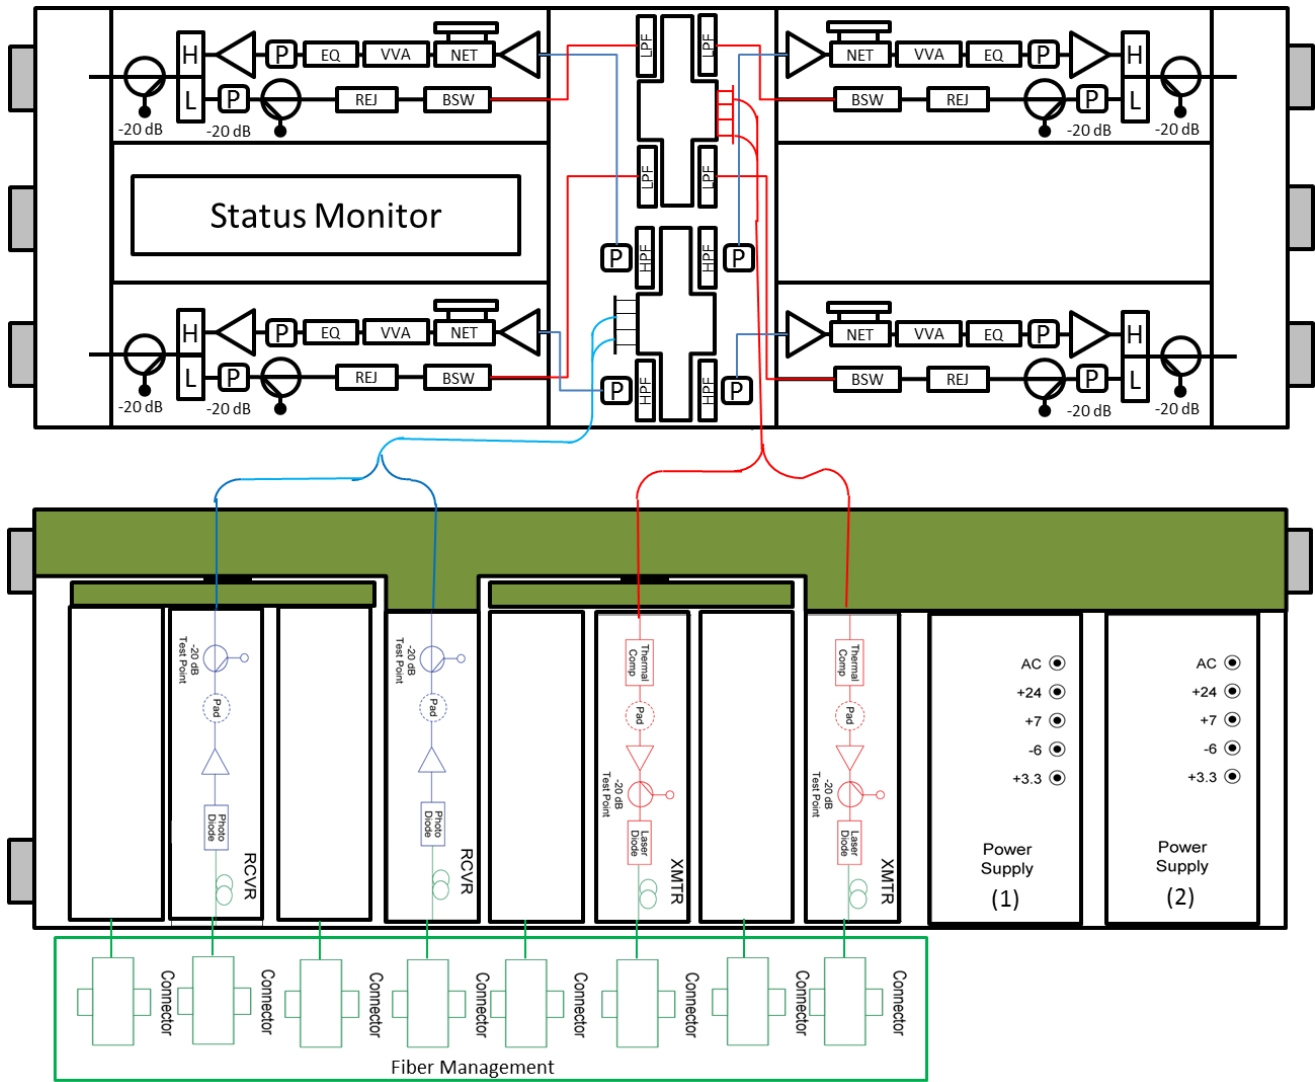 H P EQ VVA NET
L P REJ BSW
-20 dB -20 dB
LPF LPF
NET VVA EQ P H
BSW REJ P L
-20 dB -20 dB
Status Monitor
LPF LPF
P HPF HPF P
H P EQ VVA NET
L P REJ BSW
-20 dB -20 dB
P HPF HPF P
NET VVA EQ P H
BSW REJ P L
-20 dB -20 dB
-20 dB
Test Point
Pad
Photo
Diode
RCVR
-20 dB
Test Point
Pad
Photo
Diode
RCVR
Thermal
Comp
Pad
-20 dB
Test Point
Laser
Diode
XMTR
Thermal
Comp
Pad
-20 dB
Test Point
Laser
Diode
XMTR
AC
+24
+7
-6
+3.3
Power
Supply
(1)
AC
+24
+7
-6
+3.3
Power
Supply
(2)
Connector
Connector
Connector
Connector
Connector
Connector
Connector
Connector
Fiber Management